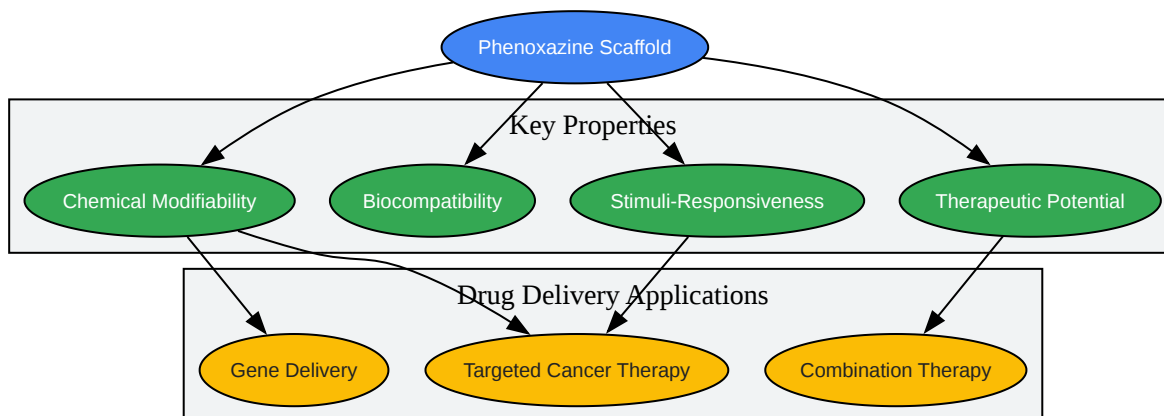 Phenoxazine Scaffold
Key Properties
Chemical Modifiability
Biocompatibility
Stimuli-Responsiveness
Therapeutic Potential
Drug Delivery Applications
Gene Delivery
Targeted Cancer Therapy
Combination Therapy